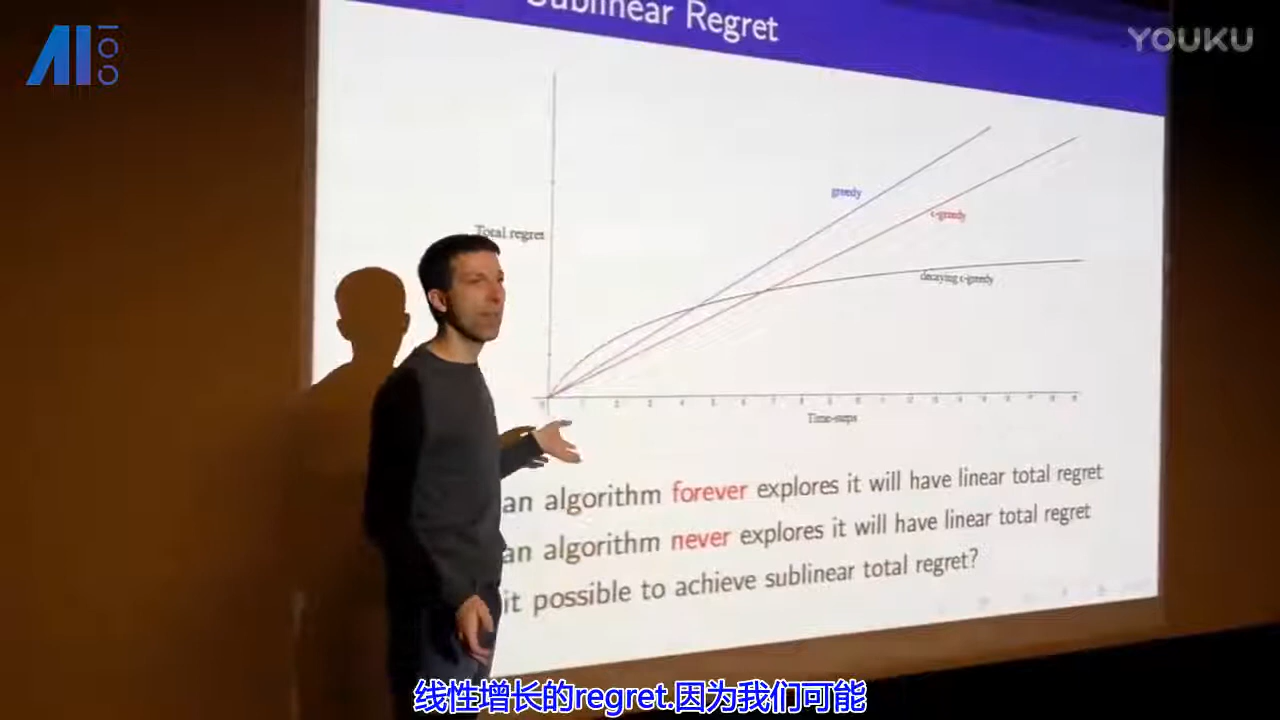 AI100
YOUKU
Sublinear Regret
greedy
ϵ-greedy
Total regret
decaying ϵ-greedy
Time-steps
an algorithm forever explores it will have linear total regret
an algorithm never explores it will have linear total regret
it possible to achieve sublinear total regret?
线性增长的regret.因为我们可能